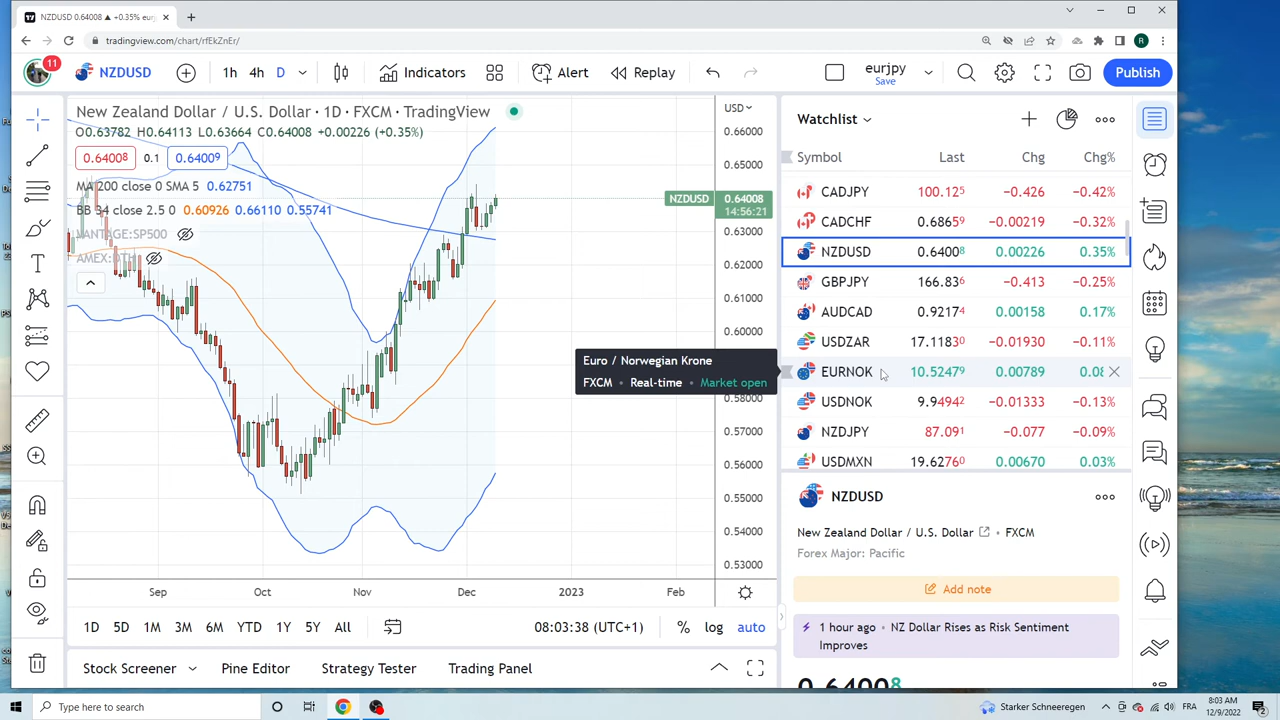 NZDUSD 0.64008 ▲ +0.35% eurj
tradingview.com/chart/rfEkZnEr/
R
11
NZDUSD
1h 4h D
Indicators
Alert
Replay
eurjpy
Save
Publish
New Zealand Dollar / U.S. Dollar · 1D · FXCM · TradingView
O0.63782 H0.64113 L0.63664 C0.64008 +0.00226 (+0.35%)
0.64008 0.1 0.64009
MA 200 close 0 SMA 5 0.62751
BB 34 close 2.5 0 0.60926 0.66110 0.55741
VANTAGE:SP500
USD
0.66000
0.65000
NZDUSD 0.64008
14:56:21
0.63000
0.62000
0.61000
0.60000
0.58000
0.57000
0.56000
0.55000
0.54000
0.53000
Sep Oct Nov Dec 2023 Feb
Euro / Norwegian Krone
FXCM • Real-time • Market open
1D 5D 1M 3M 6M YTD 1Y 5Y All
08:03:38 (UTC+1)
% log auto
Stock Screener
Pine Editor
Strategy Tester
Trading Panel
Watchlist
Symbol Last Chg Chg%
CADJPY 100.125 −0.426 −0.42%
CADCHF 0.68659 −0.00219 −0.32%
NZDUSD 0.64008 0.00226 0.35%
GBPJPY 166.836 −0.413 −0.25%
AUDCAD 0.92174 0.00158 0.17%
USDZAR 17.11830 −0.01930 −0.11%
EURNOK 10.52479 0.00789 0.08
USDNOK 9.94942 −0.01333 −0.13%
NZDJPY 87.091 −0.077 −0.09%
USDMXN 19.62760 0.00670 0.03%
NZDUSD
New Zealand Dollar / U.S. Dollar • FXCM
Forex Major: Pacific
Add note
1 hour ago • NZ Dollar Rises as Risk Sentiment
Improves
0.64008
Type here to search
Starker Schneeregen
FRA
8:03 AM
12/9/2022
2